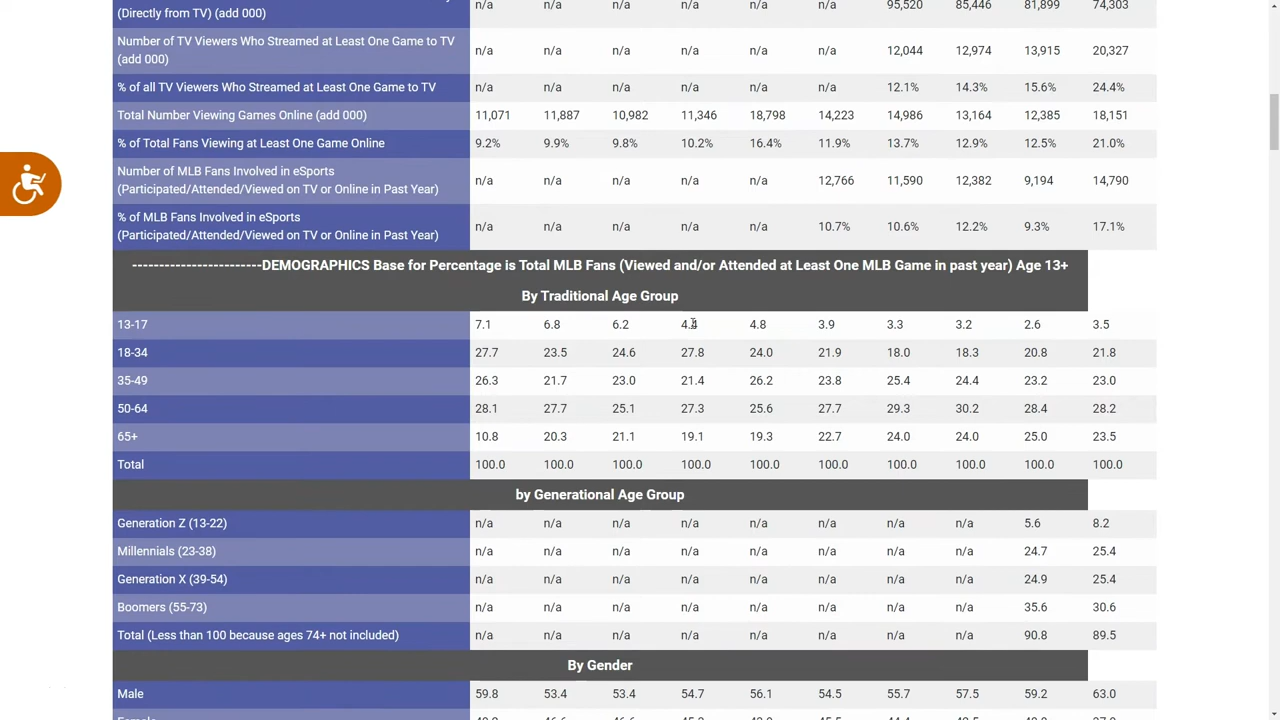 (Directly from TV) (add 000) 95,520 85,446 81,899 74,303
Number of TV Viewers Who Streamed at Least One Game to TV
(add 000) n/a n/a n/a n/a n/a n/a 12,044 12,974 13,915 20,327
% of all TV Viewers Who Streamed at Least One Game to TV n/a n/a n/a n/a n/a n/a 12.1% 14.3% 15.6% 24.4%
Total Number Viewing Games Online (add 000) 11,071 11,887 10,982 11,346 18,798 14,223 14,986 13,164 12,385 18,151
% of Total Fans Viewing at Least One Game Online 9.2% 9.9% 9.8% 10.2% 16.4% 11.9% 13.7% 12.9% 12.5% 21.0%
Number of MLB Fans Involved in eSports
(Participated/Attended/Viewed on TV or Online in Past Year) n/a n/a n/a n/a n/a 12,766 11,590 12,382 9,194 14,790
% of MLB Fans Involved in eSports
(Participated/Attended/Viewed on TV or Online in Past Year) n/a n/a n/a n/a n/a 10.7% 10.6% 12.2% 9.3% 17.1%
------------------------DEMOGRAPHICS Base for Percentage is Total MLB Fans (Viewed and/or Attended at Least One MLB Game in past year) Age 13+
By Traditional Age Group
13-17 7.1 6.8 6.2 4.4 4.8 3.9 3.3 3.2 2.6 3.5
18-34 27.7 23.5 24.6 27.8 24.0 21.9 18.0 18.3 20.8 21.8
35-49 26.3 21.7 23.0 21.4 26.2 23.8 25.4 24.4 23.2 23.0
50-64 28.1 27.7 25.1 27.3 25.6 27.7 29.3 30.2 28.4 28.2
65+ 10.8 20.3 21.1 19.1 19.3 22.7 24.0 24.0 25.0 23.5
Total 100.0 100.0 100.0 100.0 100.0 100.0 100.0 100.0 100.0 100.0
by Generational Age Group
Generation Z (13-22) n/a n/a n/a n/a n/a n/a n/a n/a 5.6 8.2
Millennials (23-38) n/a n/a n/a n/a n/a n/a n/a n/a 24.7 25.4
Generation X (39-54) n/a n/a n/a n/a n/a n/a n/a n/a 24.9 25.4
Boomers (55-73) n/a n/a n/a n/a n/a n/a n/a n/a 35.6 30.6
Total (Less than 100 because ages 74+ not included) n/a n/a n/a n/a n/a n/a n/a n/a 90.8 89.5
By Gender
Male 59.8 53.4 53.4 54.7 56.1 54.5 55.7 57.5 59.2 63.0